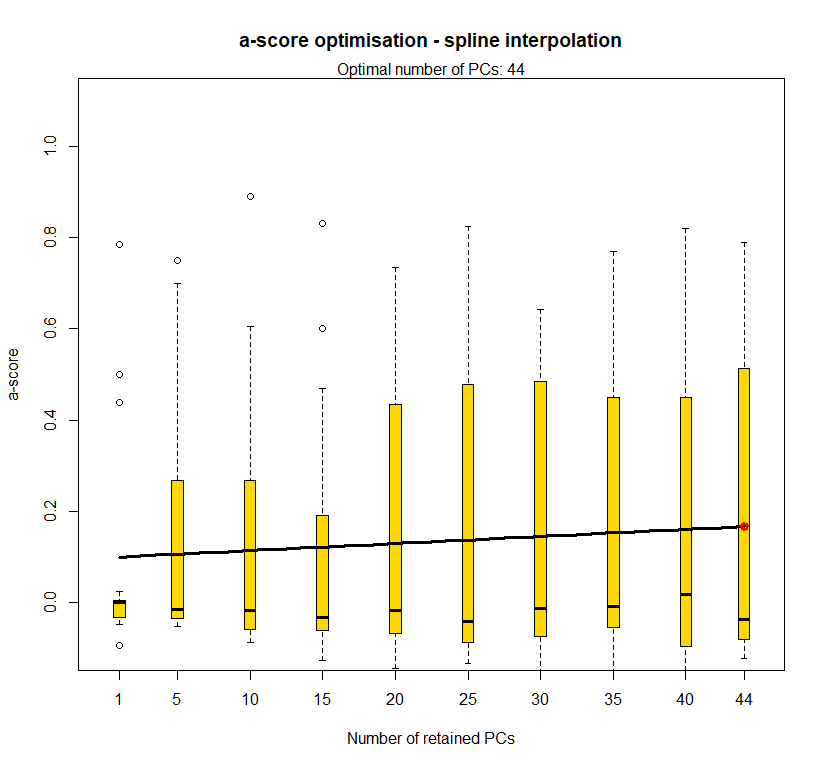 a-score optimisation - spline interpolation
Optimal number of PCs: 44
1.0
0.8
0.6
0.4
0.2
0.0
a-score
1 5 10 15 20 25 30 35 40 44
Number of retained PCs